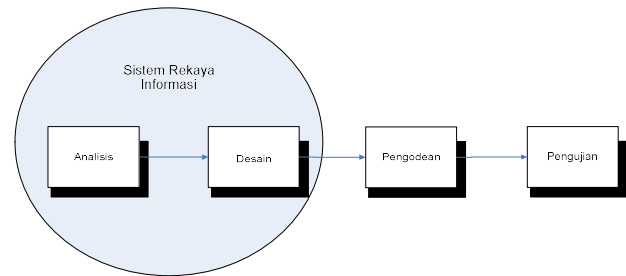 Sistem Rekaya
Informasi
Analisis
Desain
Pengodean
Pengujian